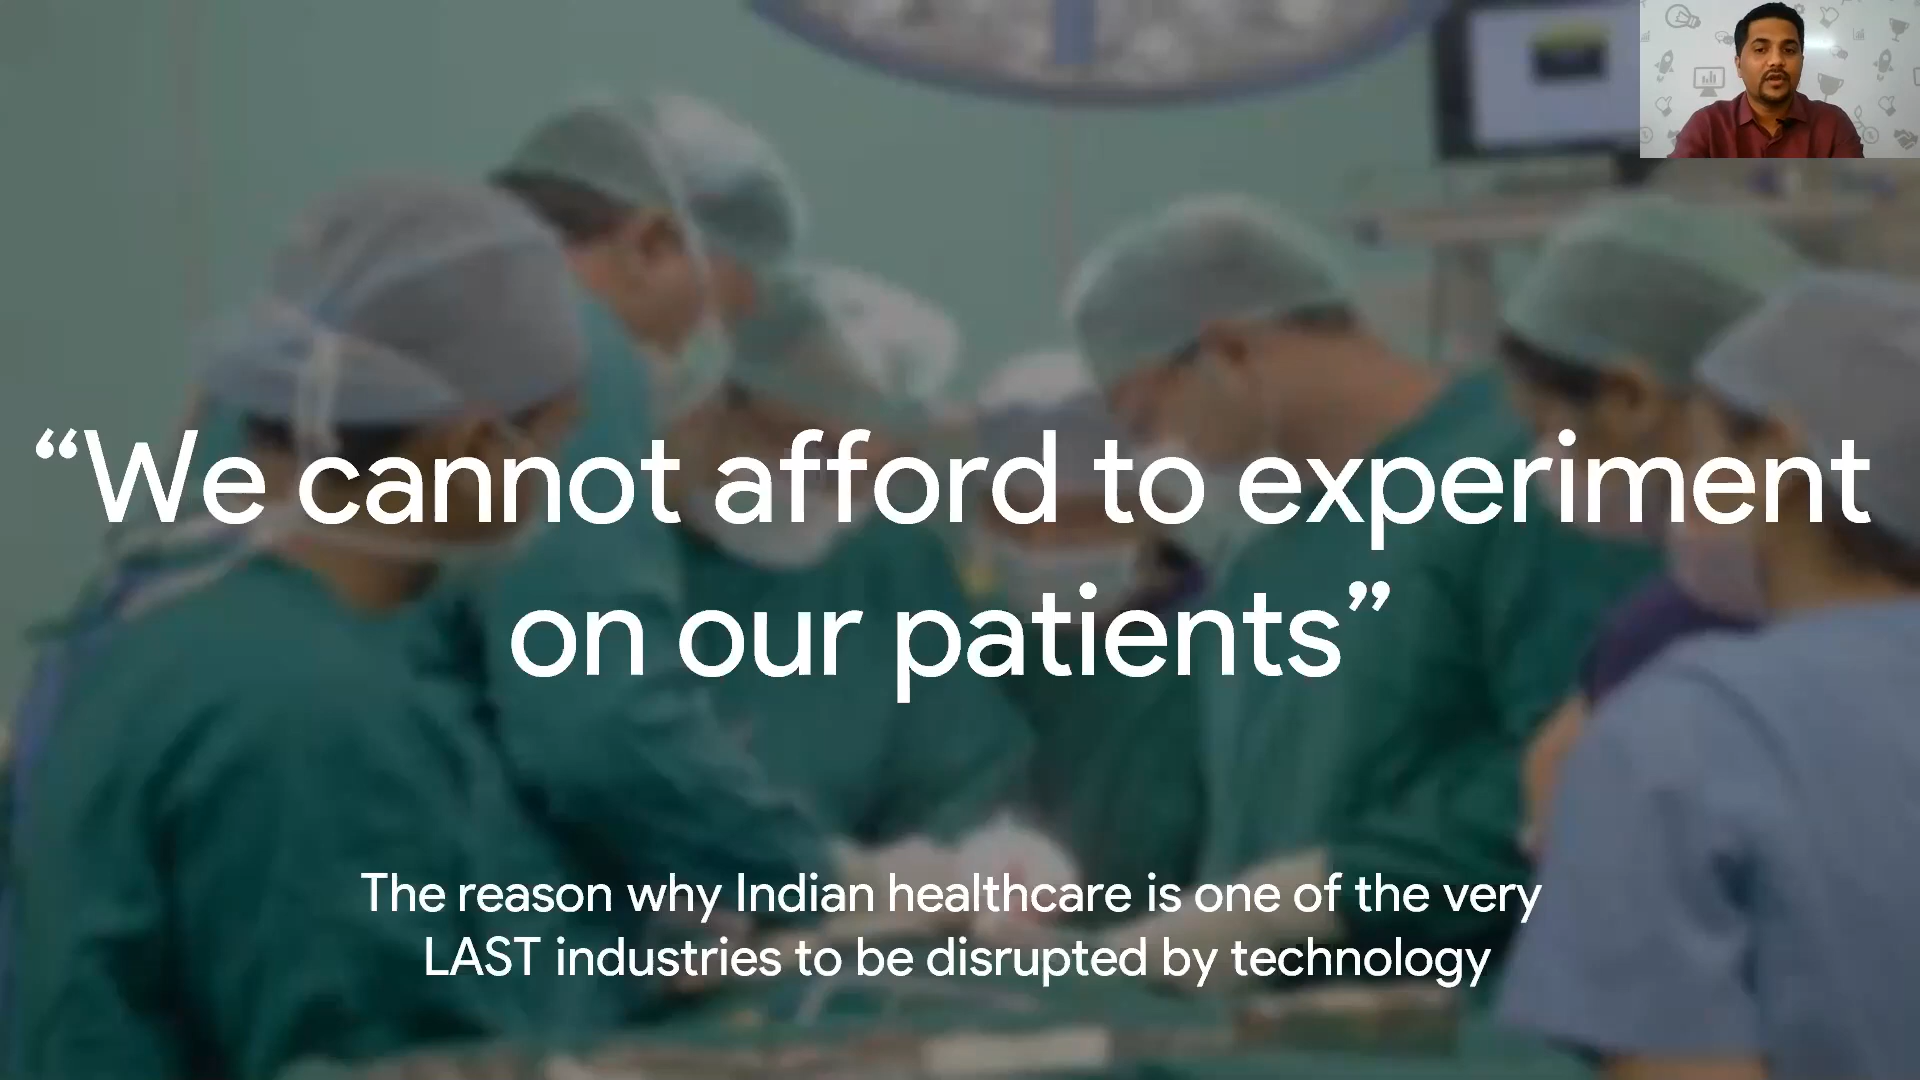 “We cannot afford to experiment
on our patients”
The reason why Indian healthcare is one of the very
LAST industries to be disrupted by technology